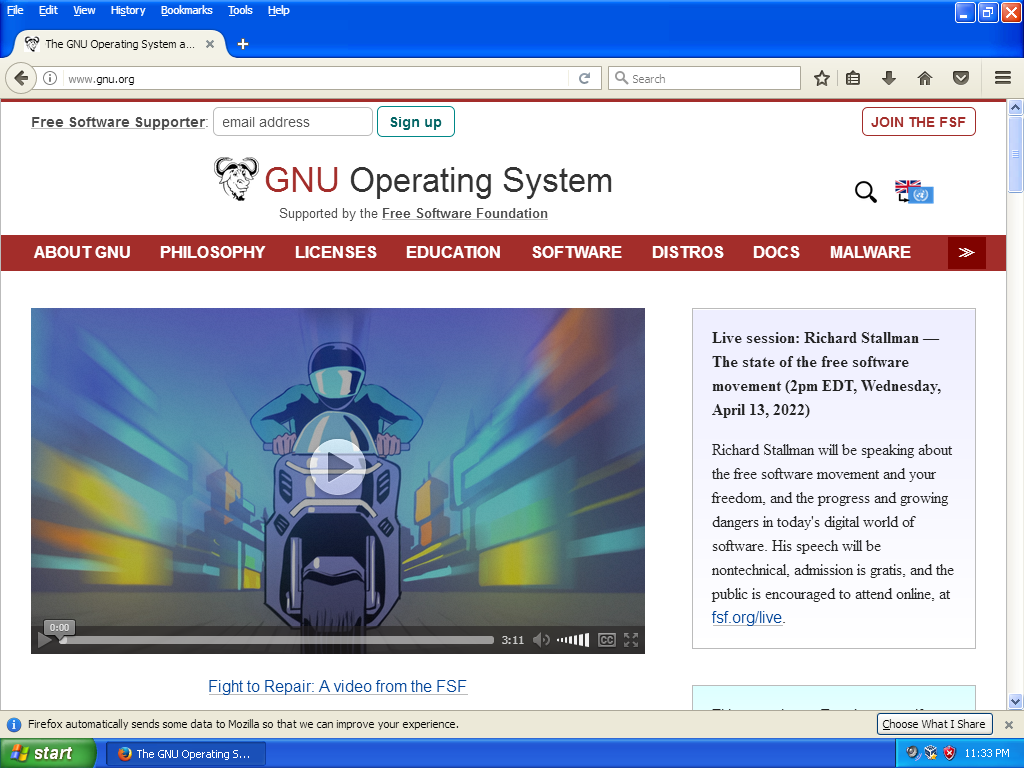 File Edit View History Bookmarks Tools Help
The GNU Operating System a...
www.gnu.org
Search
Free Software Supporter: email address Sign up
JOIN THE FSF
GNU Operating System
Supported by the Free Software Foundation
ABOUT GNU PHILOSOPHY LICENSES EDUCATION SOFTWARE DISTROS DOCS MALWARE ≫
Live session: Richard Stallman —
The state of the free software
movement (2pm EDT, Wednesday,
April 13, 2022)
Richard Stallman will be speaking about
the free software movement and your
freedom, and the progress and growing
dangers in today's digital world of
software. His speech will be
nontechnical, admission is gratis, and the
public is encouraged to attend online, at
fsf.org/live.
0:00
3:11 CC
Fight to Repair: A video from the FSF
Firefox automatically sends some data to Mozilla so that we can improve your experience.
Choose What I Share
start
The GNU Operating S...
11:33 PM